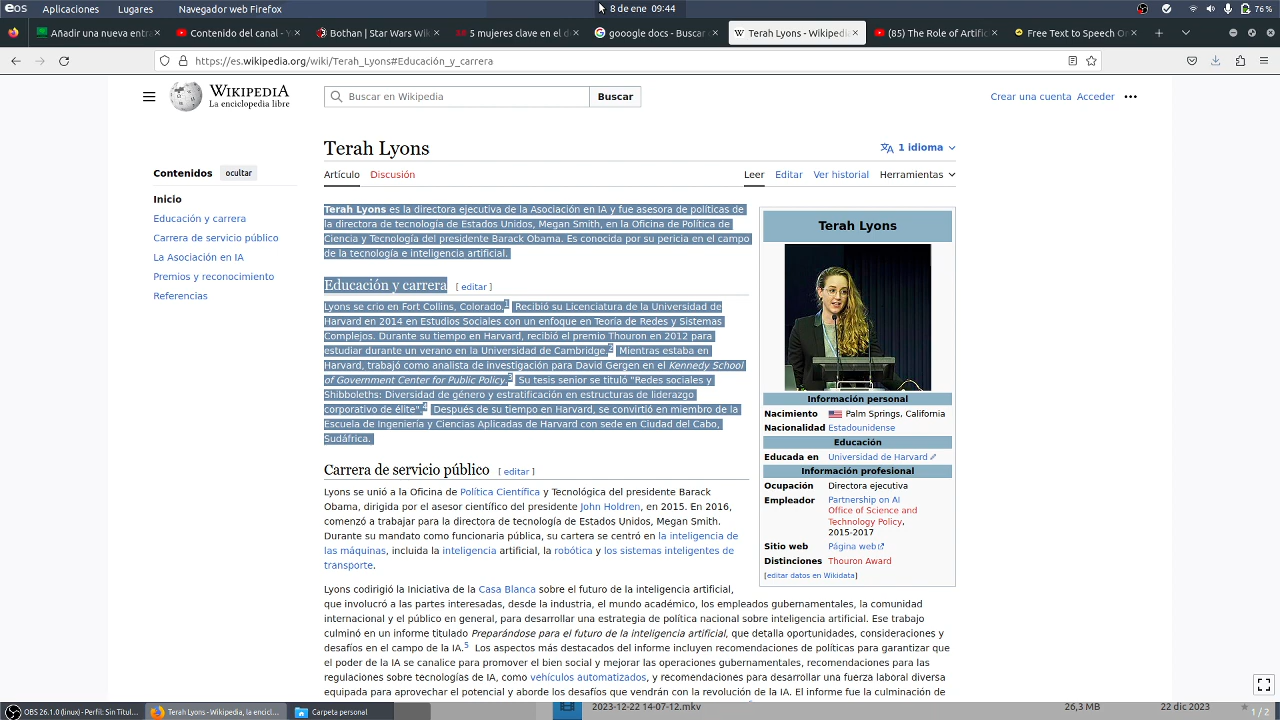 eos Aplicaciones Lugares Navegador web Firefox 8 de ene 09:44 76 %
Añadir una nueva entra
Contenido del canal - Yo
Bothan | Star Wars Wik
5 mujeres clave en el d
gooogle docs - Buscar c
Terah Lyons - Wikipedia
(85) The Role of Artific
Free Text to Speech On
https://es.wikipedia.org/wiki/Terah_Lyons#Educación_y_carrera
WIKIPEDIA
La enciclopedia libre
Buscar en Wikipedia
Buscar
Crear una cuenta Acceder
Terah Lyons
1 idioma
Artículo Discusión
Leer Editar Ver historial Herramientas
Contenidos ocultar
Inicio
Educación y carrera
Carrera de servicio público
La Asociación en IA
Premios y reconocimiento
Referencias
Terah Lyons es la directora ejecutiva de la Asociación en IA y fue asesora de políticas de
la directora de tecnología de Estados Unidos, Megan Smith, en la Oficina de Política de
Ciencia y Tecnología del presidente Barack Obama. Es conocida por su pericia en el campo
de la tecnología e inteligencia artificial.
Educación y carrera [ editar ]
Lyons se crio en Fort Collins, Colorado.1 Recibió su Licenciatura de la Universidad de
Harvard en 2014 en Estudios Sociales con un enfoque en Teoría de Redes y Sistemas
Complejos. Durante su tiempo en Harvard, recibió el premio Thouron en 2012 para
estudiar durante un verano en la Universidad de Cambridge.2 Mientras estaba en
Harvard, trabajó como analista de investigación para David Gergen en el Kennedy School
of Government Center for Public Policy.3 Su tesis senior se tituló "Redes sociales y
Shibboleths: Diversidad de género y estratificación en estructuras de liderazgo
corporativo de élite".4 Después de su tiempo en Harvard, se convirtió en miembro de la
Escuela de Ingeniería y Ciencias Aplicadas de Harvard con sede en Ciudad del Cabo,
Sudáfrica.
Carrera de servicio público [ editar ]
Lyons se unió a la Oficina de Política Científica y Tecnológica del presidente Barack
Obama, dirigida por el asesor científico del presidente John Holdren, en 2015. En 2016,
comenzó a trabajar para la directora de tecnología de Estados Unidos, Megan Smith.
Durante su mandato como funcionaria pública, su cartera se centró en la inteligencia de
las máquinas, incluida la inteligencia artificial, la robótica y los sistemas inteligentes de
transporte.
Lyons codirigió la Iniciativa de la Casa Blanca sobre el futuro de la inteligencia artificial,
que involucró a las partes interesadas, desde la industria, el mundo académico, los empleados gubernamentales, la comunidad
internacional y el público en general, para desarrollar una estrategia de política nacional sobre inteligencia artificial. Ese trabajo
culminó en un informe titulado Preparándose para el futuro de la inteligencia artificial, que detalla oportunidades, consideraciones y
desafíos en el campo de la IA.5 Los aspectos más destacados del informe incluyen recomendaciones de políticas para garantizar que
el poder de la IA se canalice para promover el bien social y mejorar las operaciones gubernamentales, recomendaciones para las
regulaciones sobre tecnologías de IA, como vehículos automatizados, y recomendaciones para desarrollar una fuerza laboral diversa
equipada para aprovechar el potencial y aborde los desafíos que vendrán con la revolución de la IA. El informe fue la culminación de
Terah Lyons
Información personal
Nacimiento Palm Springs, California
Nacionalidad Estadounidense
Educación
Educada en Universidad de Harvard
Información profesional
Ocupación Directora ejecutiva
Empleador Partnership on AI
Office of Science and
Technology Policy,
2015-2017
Sitio web Página web
Distinciones Thouron Award
[editar datos en Wikidata]
OBS 26.1.0 (linux) - Perfil: Sin Titul...
Terah Lyons - Wikipedia, la encicl...
Carpeta personal
2023-12-22 14-07-12.mkv 26,3 MB 22 dic 2023
1 / 2